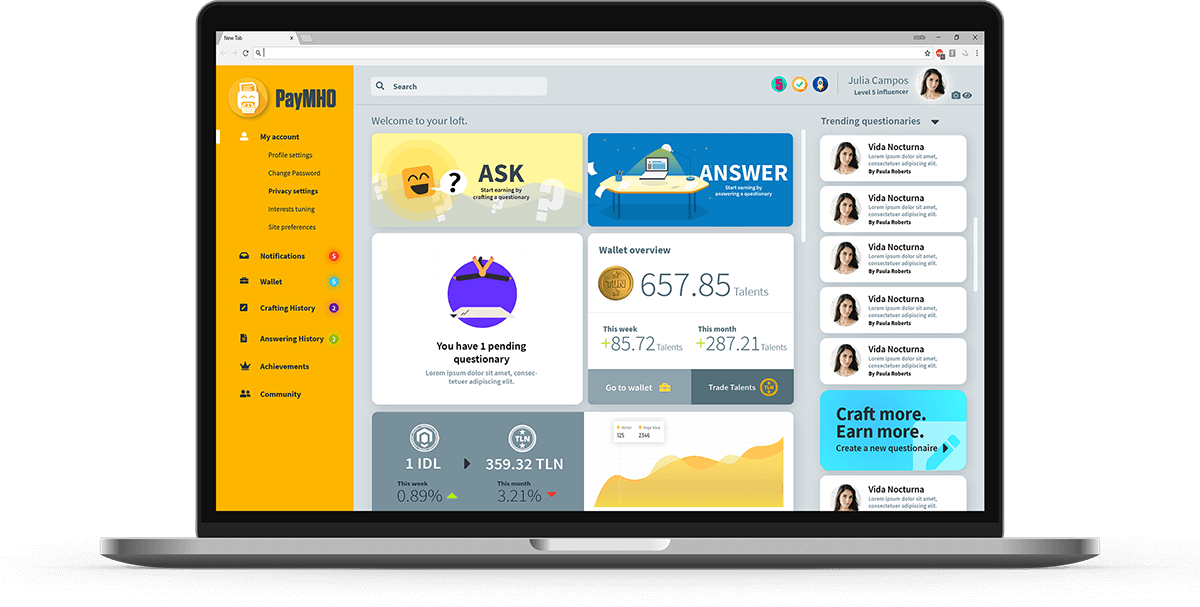 New Tab
PayMHO
My account
Profile settings
Change Password
Privacy settings
Interests tuning
Site preferences
Notifications 5
Wallet 5
Crafting History 2
Answering History 2
Achievements
Community
Search
5
Julia Campos
Level 5 influencer
Welcome to your loft.
ASK
Start earning by
crafting a questionary
?
ANSWER
Start earning by
answering a questionary
You have 1 pending
questionary
Lorem ipsum dolor sit amet, consec-
tetuer adipiscing elit.
Wallet overview
TLN
657.85 Talents
This week
+85.72 Talents
This month
+287.21 Talents
Go to wallet
Trade Talents
TLN
1 IDL
TLN
359.32 TLN
This week
0.89%
This month
3.21%
Visitor
125
Page View
2346
Trending questionaries
Vida Nocturna
Lorem ipsum dolor sit amet,
consectetuer adipiscing elit.
By Paula Roberts
Vida Nocturna
Lorem ipsum dolor sit amet,
consectetuer adipiscing elit.
By Paula Roberts
Vida Nocturna
Lorem ipsum dolor sit amet,
consectetuer adipiscing elit.
By Paula Roberts
Vida Nocturna
Lorem ipsum dolor sit amet,
consectetuer adipiscing elit.
By Paula Roberts
Vida Nocturna
Lorem ipsum dolor sit amet,
consectetuer adipiscing elit.
By Paula Roberts
Craft more.
Earn more.
Create a new questionaire
Vida Nocturna
Lorem ipsum dolor sit amet,
consectetuer adipiscing elit.